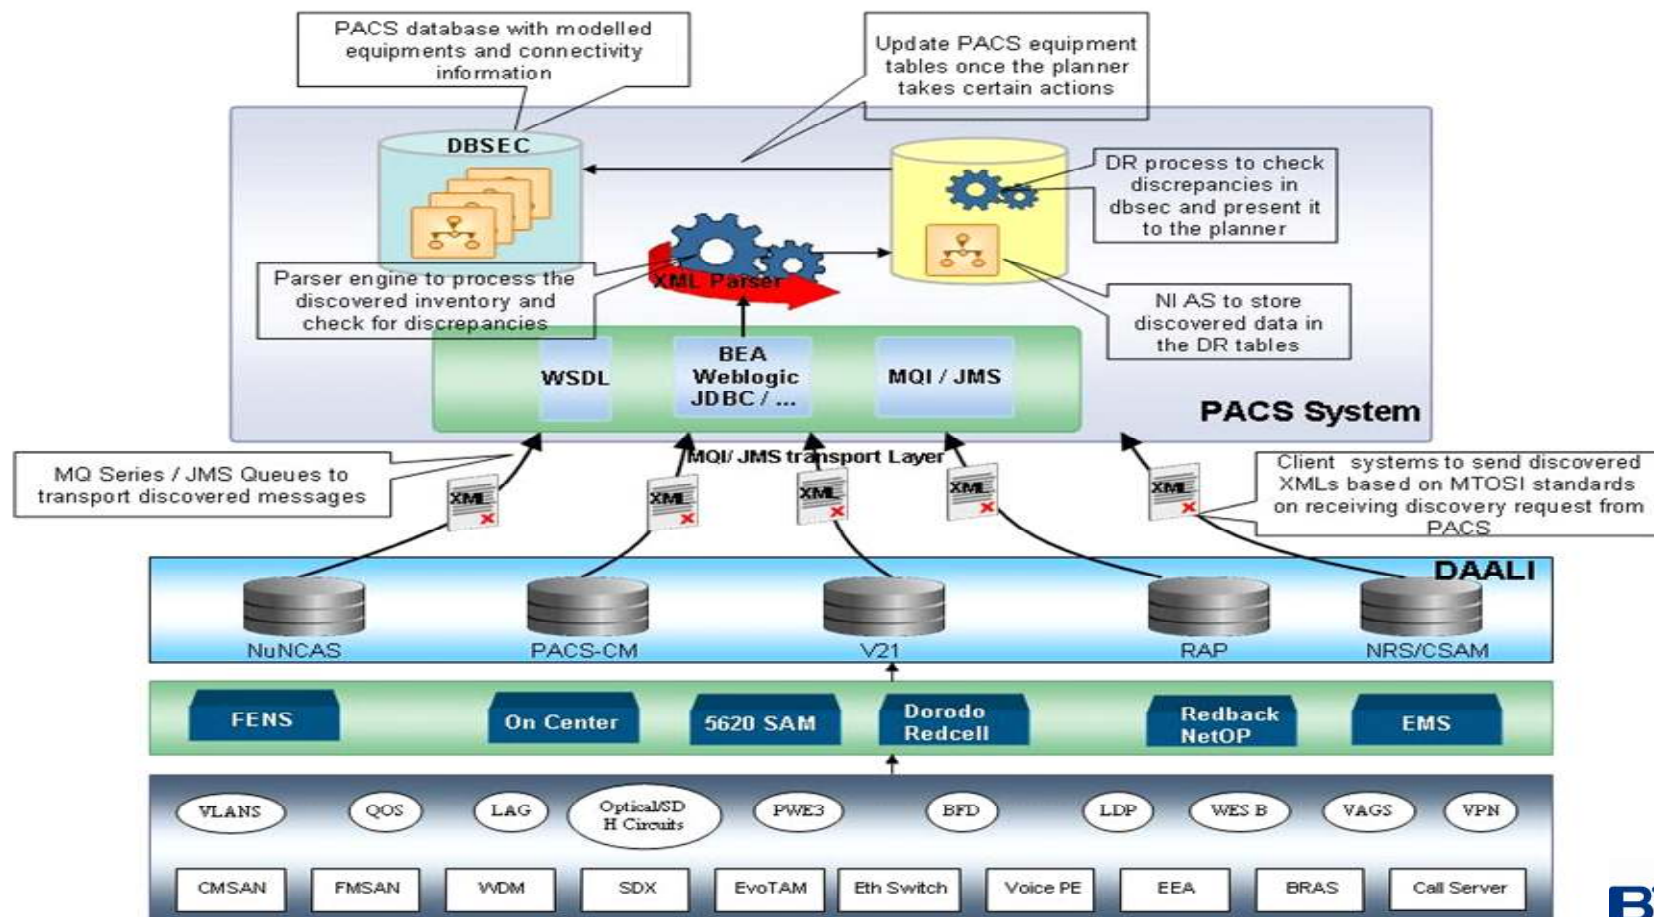 PACS database with modelled
equipments and connectivity
information
Update PACS equipment
tables once the planner
takes certain actions
DBSEC
DR process to check
discrepancies in
dbsec and present it
to the planner
Parser engine to process the
discovered inventory and
check for discrepancies
XML Parser
NIAS to store
discovered data in
the DR tables
WSDL
BEA
Weblogic
JDBC / ...
MQI / JMS
PACS System
MQ Series / JMS Queues to
transport discovered messages
MQI/ JMS transport Layer
Client systems to send discovered
XMLs based on MTOSI standards
on receiving discovery request from
PACS
XML
XML
XML
XML
XML
DAALI
NuNCAS
PACS-CM
V21
RAP
NRS/CSAM
FENS
On Center
5620 SAM
Dorodo
Redcell
Redback
NetOP
EMS
VLANS
QOS
LAG
Optical/SD
H Circuits
PWE3
BFD
LDP
WES B
VAGS
VPN
CMSAN
FMSAN
WDM
SDX
EvoTAM
Eth Switch
Voice PE
EEA
BRAS
Call Server